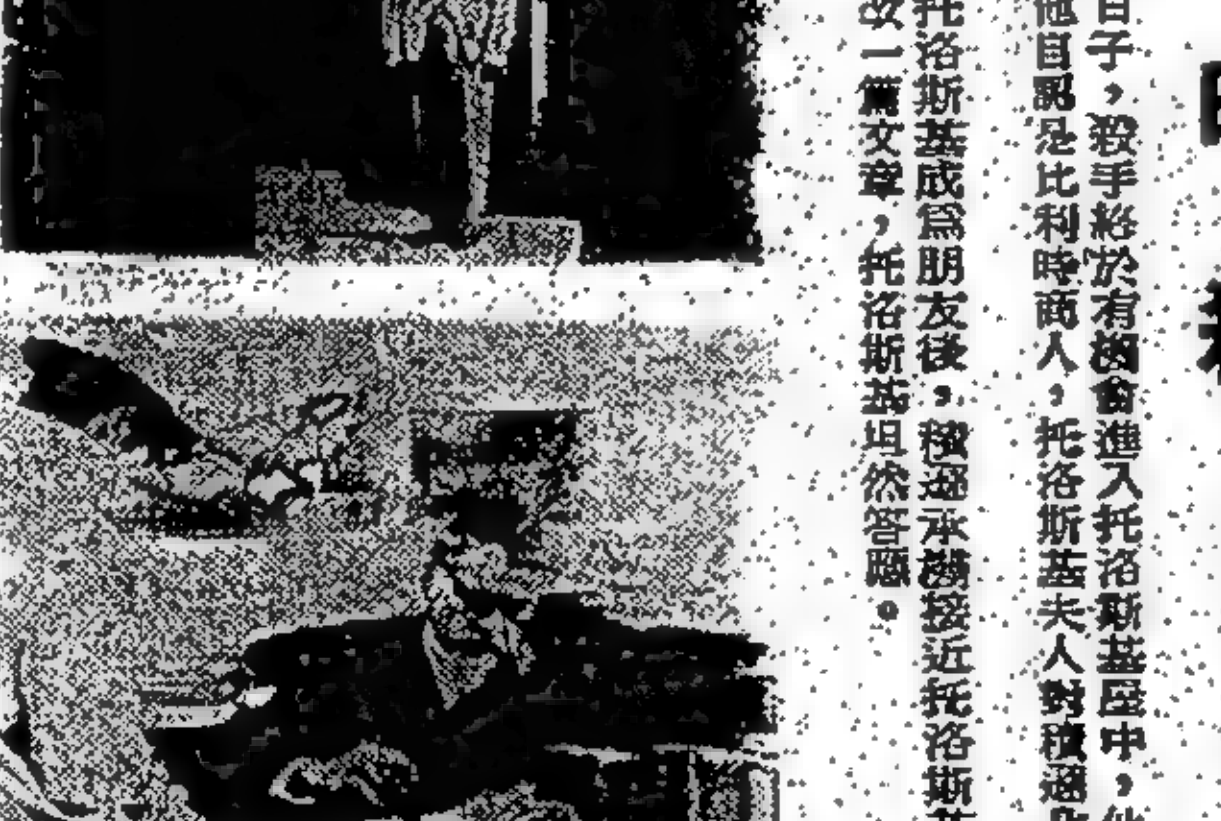 日子，殺手終於有機會進入托洛斯基屋中，他
他自認是比利時商人，托洛斯基夫人對積遜
托洛斯基成為朋友後，積遜承機接近托洛斯基
改一篇文章，托洛斯基坦然答應。